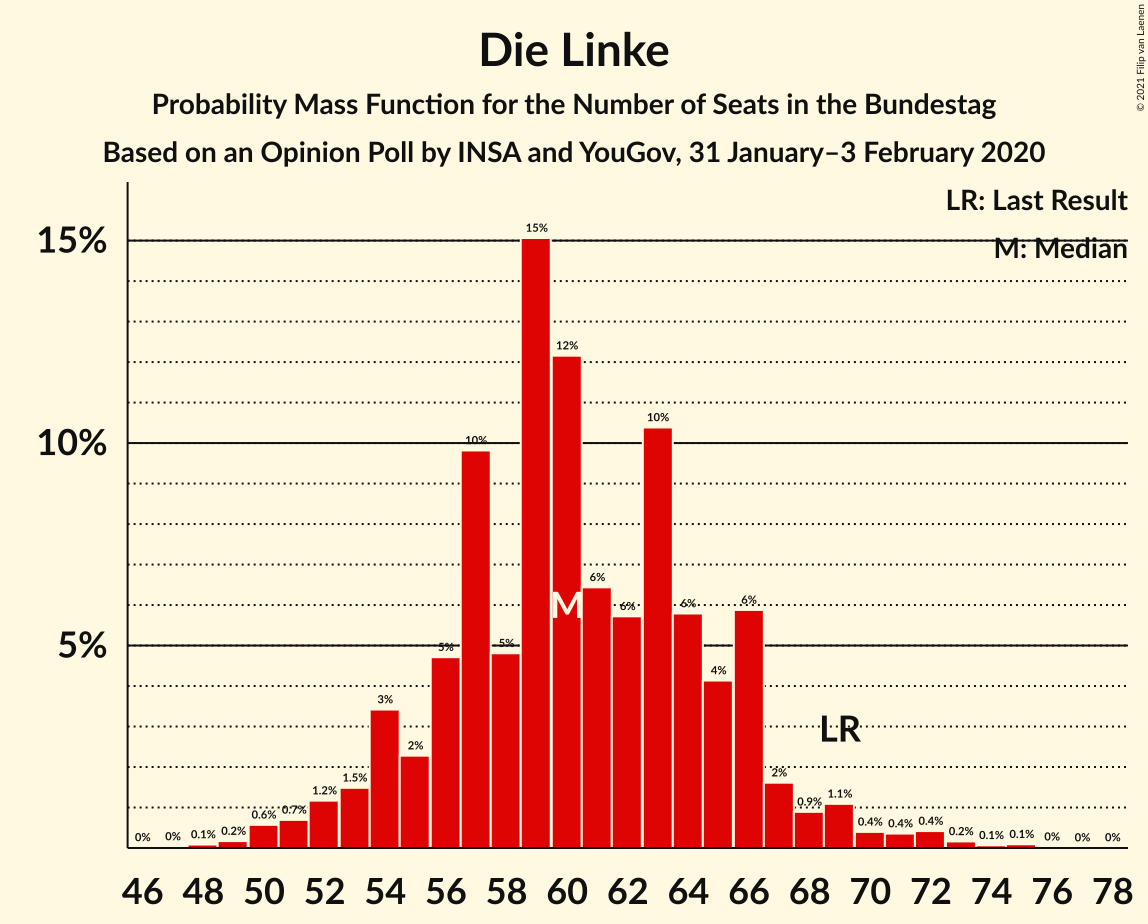 Die Linke
Probability Mass Function for the Number of Seats in the Bundestag
Based on an Opinion Poll by INSA and YouGov, 31 January–3 February 2020
© 2021 Filip van Laenen
LR: Last Result
M: Median
15%
10%
5%
0% 0% 0.1% 0.2% 0.6% 0.7% 1.2% 1.5% 3% 2% 5% 10% 5% 15% 12% 6% 6% 10% 6% 4% 6% 2% 0.9% 1.1% 0.4% 0.4% 0.4% 0.2% 0.1% 0.1% 0% 0% 0%
M
LR
46 48 50 52 54 56 58 60 62 64 66 68 70 72 74 76 78